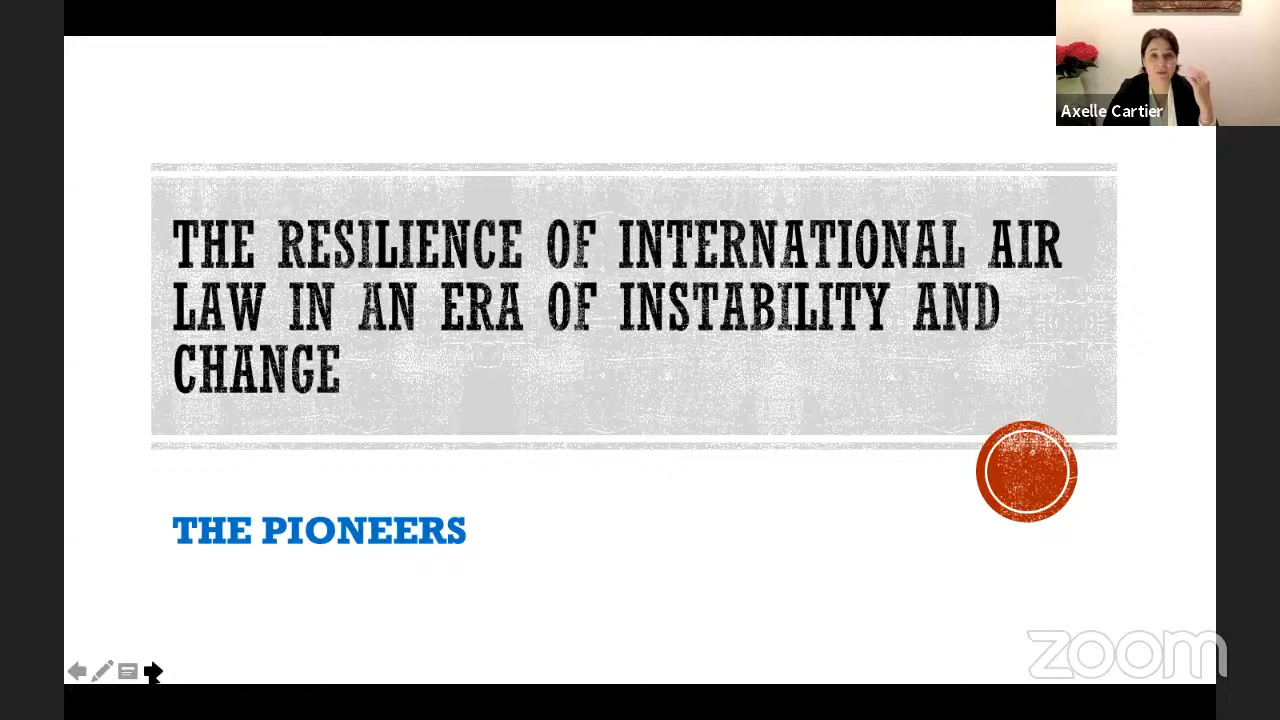 Axelle Cartier
THE RESILIENCE OF INTERNATIONAL AIR
LAW IN AN ERA OF INSTABILITY AND
CHANGE
THE PIONEERS
zoom